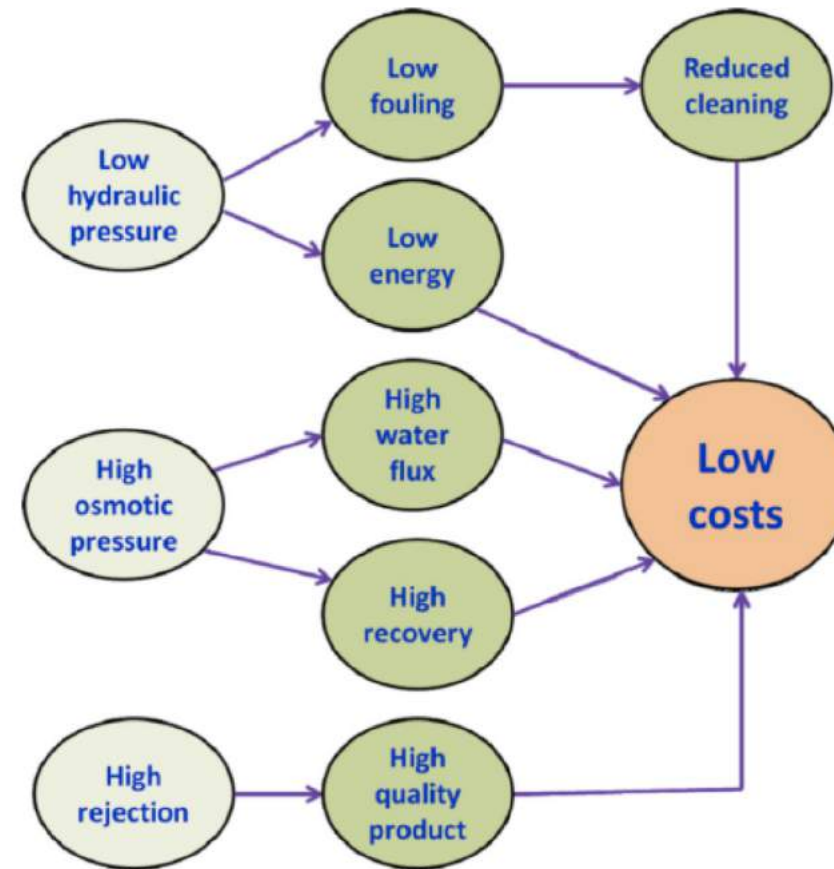 Low
fouling
Reduced
cleaning
Low
hydraulic
pressure
Low
energy
High
water
flux
High
osmotic
pressure
Low
costs
High
recovery
High
rejection
High
quality
product